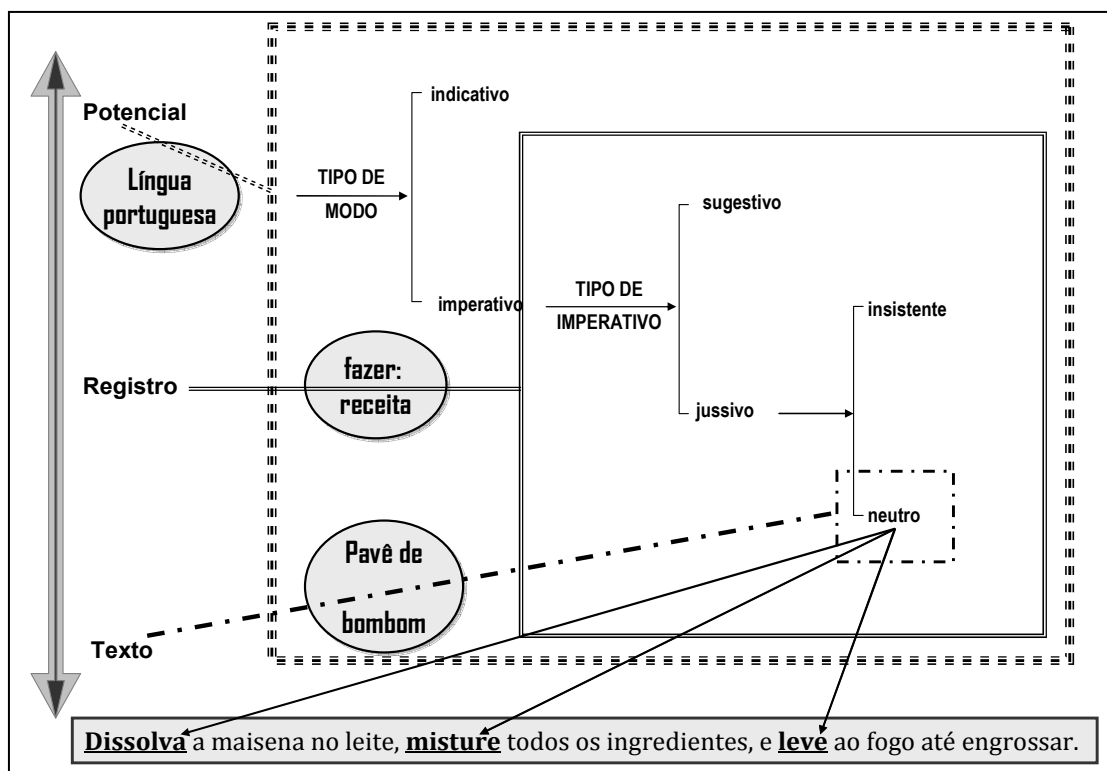 indicativo
Potencial
Língua
portuguesa
TIPO DE
MODO
sugestivo
imperativo
TIPO DE
IMPERATIVO
insistente
Registro
fazer:
receita
jussivo
neutro
Pavê de
bombom
Texto
Dissolva a maisena no leite, misture todos os ingredientes, e leve ao fogo até engrossar.